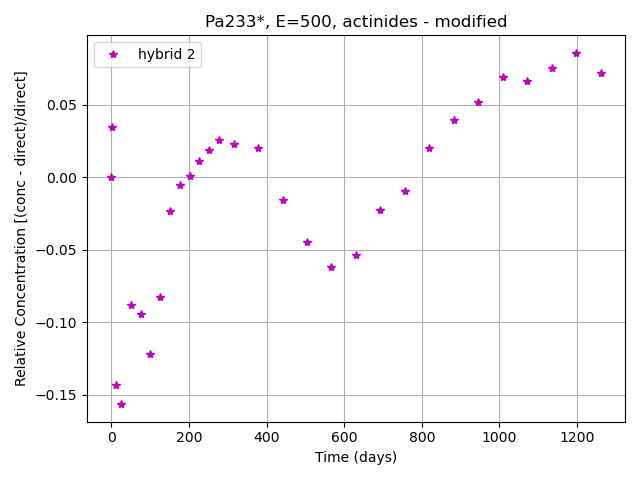 Pa233*, E=500, actinides - modified
hybrid 2
Relative Concentration [(conc - direct)/direct]
0.05
0.00
−0.05
−0.10
−0.15
0 200 400 600 800 1000 1200
Time (days)